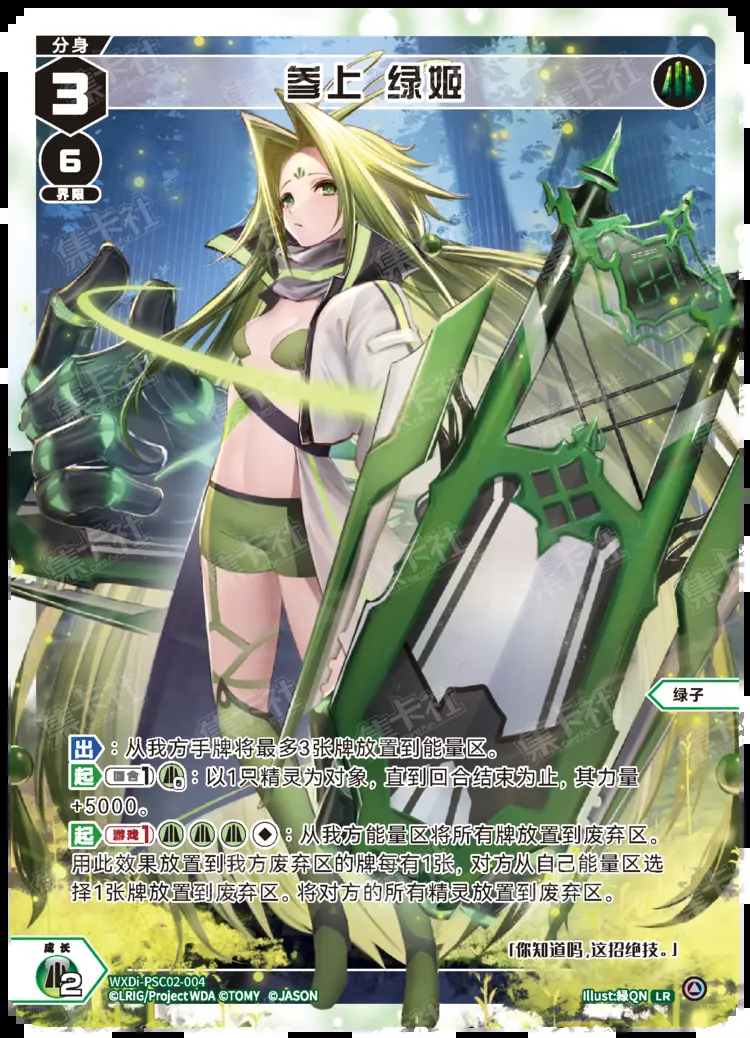 分身
3
参上 绿姬
6
界限
绿子
出：从我方手牌将最多3张牌放置到能量区。
起 回合1 0：以1只精灵为对象，直到回合结束为止，其力量
+5000。
起 游戏1：从我方能量区将所有牌放置到废弃区。
用此效果放置到我方废弃区的牌每有1张，对方从自己能量区选
择1张牌放置到废弃区。将对方的所有精灵放置到废弃区。
「你知道吗，这招绝技。」
成长
2
WXDi-PSC02-004
©LRIG/Project WDA ©TOMY ©JASON
Illust:緑QN LR
集卡社